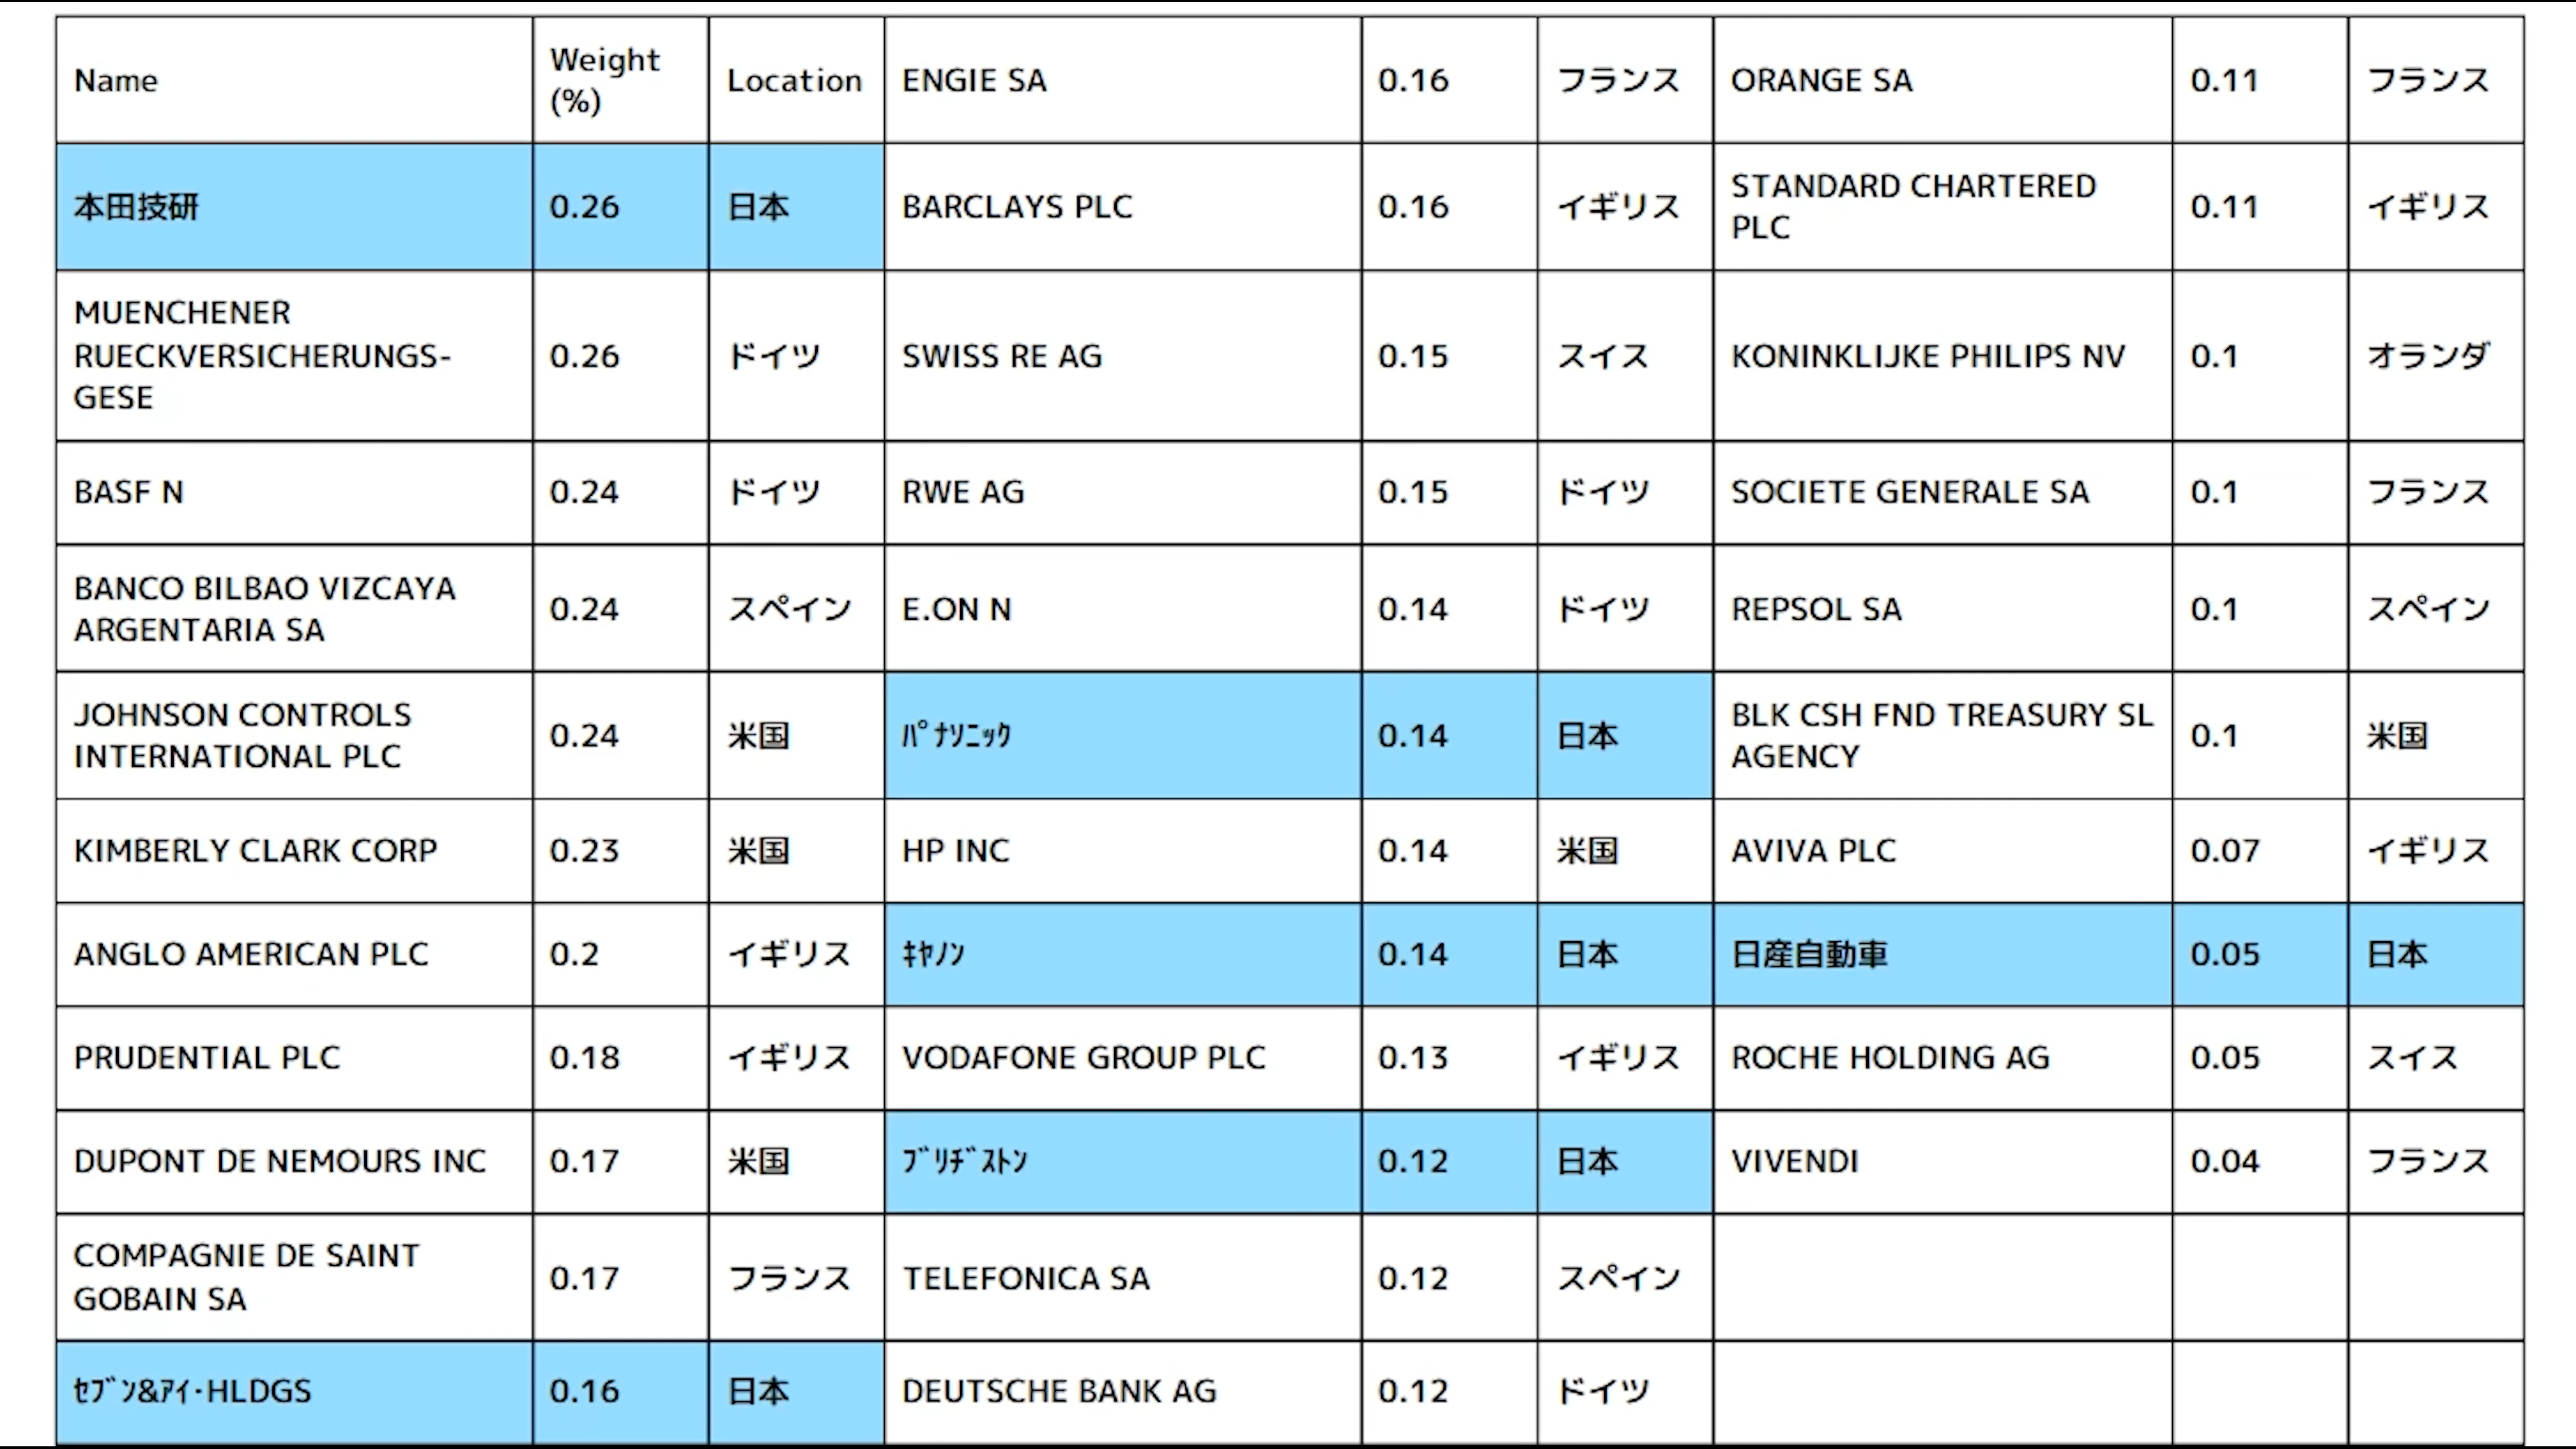 Name Weight (%) Location ENGIE SA 0.16 フランス ORANGE SA 0.11 フランス
本田技研 0.26 日本 BARCLAYS PLC 0.16 イギリス STANDARD CHARTERED PLC 0.11 イギリス
MUENCHENER RUECKVERSICHERUNGS-GESE 0.26 ドイツ SWISS RE AG 0.15 スイス KONINKLIJKE PHILIPS NV 0.1 オランダ
BASF N 0.24 ドイツ RWE AG 0.15 ドイツ SOCIETE GENERALE SA 0.1 フランス
BANCO BILBAO VIZCAYA ARGENTARIA SA 0.24 スペイン E.ON N 0.14 ドイツ REPSOL SA 0.1 スペイン
JOHNSON CONTROLS INTERNATIONAL PLC 0.24 米国 ﾊﾟﾅｿﾆｯｸ 0.14 日本 BLK CSH FND TREASURY SL AGENCY 0.1 米国
KIMBERLY CLARK CORP 0.23 米国 HP INC 0.14 米国 AVIVA PLC 0.07 イギリス
ANGLO AMERICAN PLC 0.2 イギリス ｷﾔﾉﾝ 0.14 日本 日産自動車 0.05 日本
PRUDENTIAL PLC 0.18 イギリス VODAFONE GROUP PLC 0.13 イギリス ROCHE HOLDING AG 0.05 スイス
DUPONT DE NEMOURS INC 0.17 米国 ﾌﾞﾘﾁﾞｽﾄﾝ 0.12 日本 VIVENDI 0.04 フランス
COMPAGNIE DE SAINT GOBAIN SA 0.17 フランス TELEFONICA SA 0.12 スペイン
ｾﾌﾞﾝ&ｱｲ･HLDGS 0.16 日本 DEUTSCHE BANK AG 0.12 ドイツ